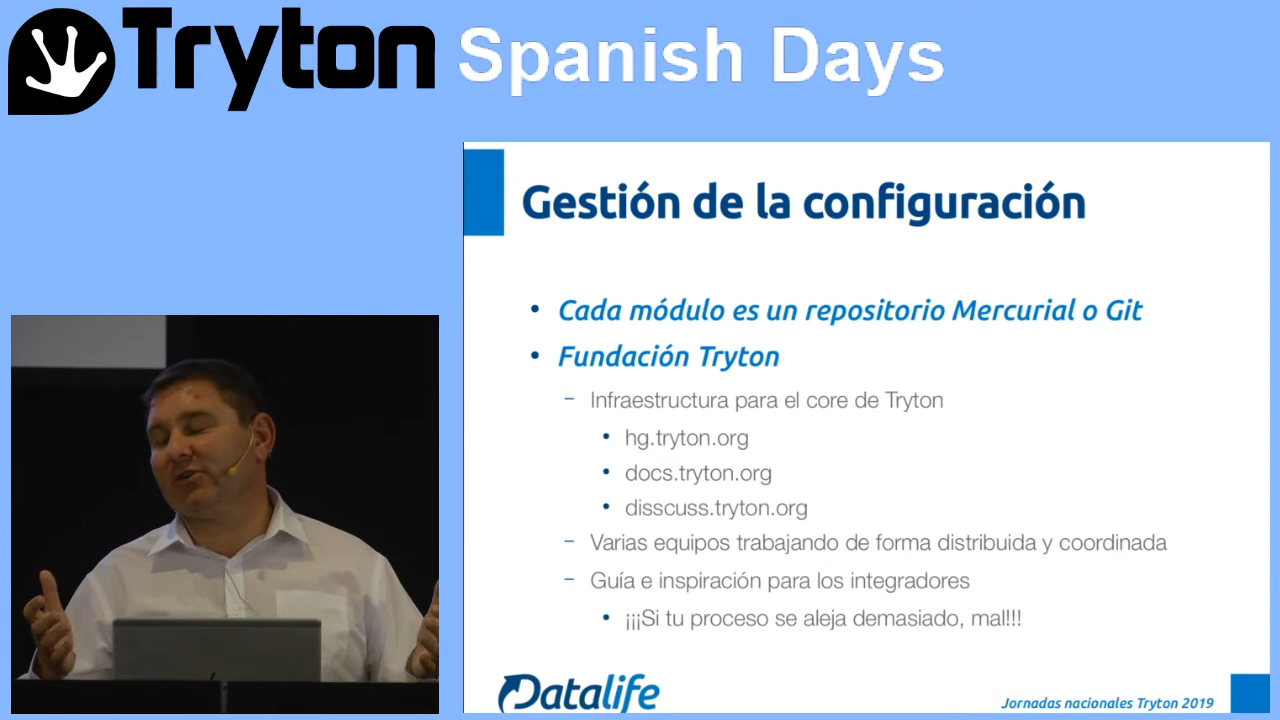 Tryton Spanish Days
Gestión de la configuración
• Cada módulo es un repositorio Mercurial o Git
• Fundación Tryton
– Infraestructura para el core de Tryton
• hg.tryton.org
• docs.tryton.org
• disscuss.tryton.org
– Varias equipos trabajando de forma distribuida y coordinada
– Guía e inspiración para los integradores
• ¡¡¡Si tu proceso se aleja demasiado, mal!!!
Datalife
Jornadas nacionales Tryton 2019